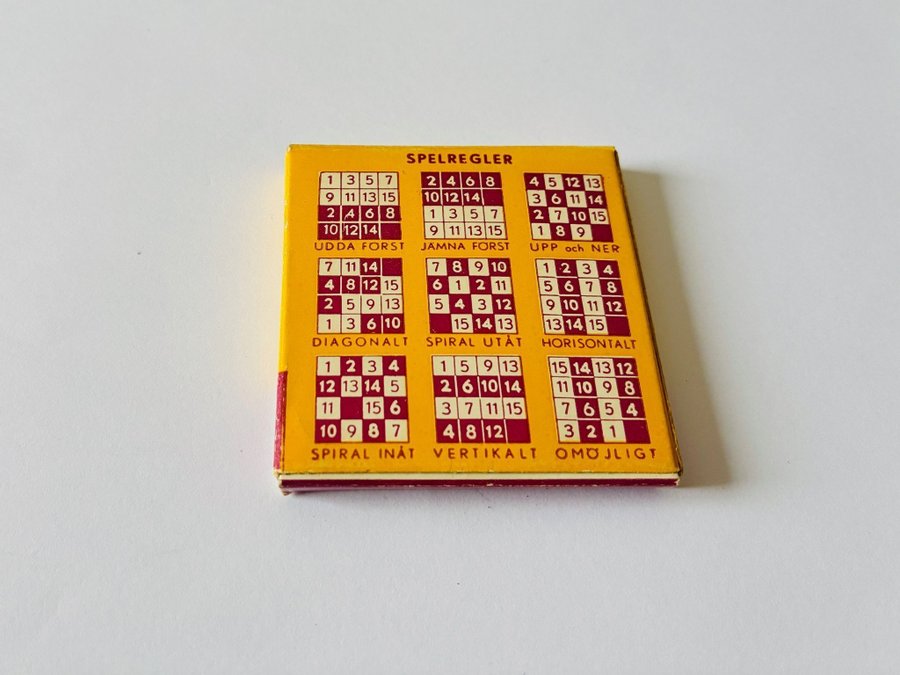 SPELREGLER
1 3 5 7
9 11 13 15
2 4 6 8
10 12 14
UDDA FÖRST
2 4 6 8
10 12 14
1 3 5 7
9 11 13 15
JÄMNA FÖRST
4 5 12 13
3 6 11 14
2 7 10 15
1 8 9
UPP och NER
7 11 14
4 8 12 15
2 5 9 13
1 3 6 10
DIAGONALT
7 8 9 10
6 1 2 11
5 4 3 12
15 14 13
SPIRAL UTÅT
1 2 3 4
5 6 7 8
9 10 11 12
13 14 15
HORISONTALT
1 2 3 4
12 13 14 5
11 15 6
10 9 8 7
SPIRAL INÅT
1 5 9 13
2 6 10 14
3 7 11 15
4 8 12
VERTIKALT
15 14 13 12
11 10 9 8
7 6 5 4
3 2 1
OMÖJLIGT